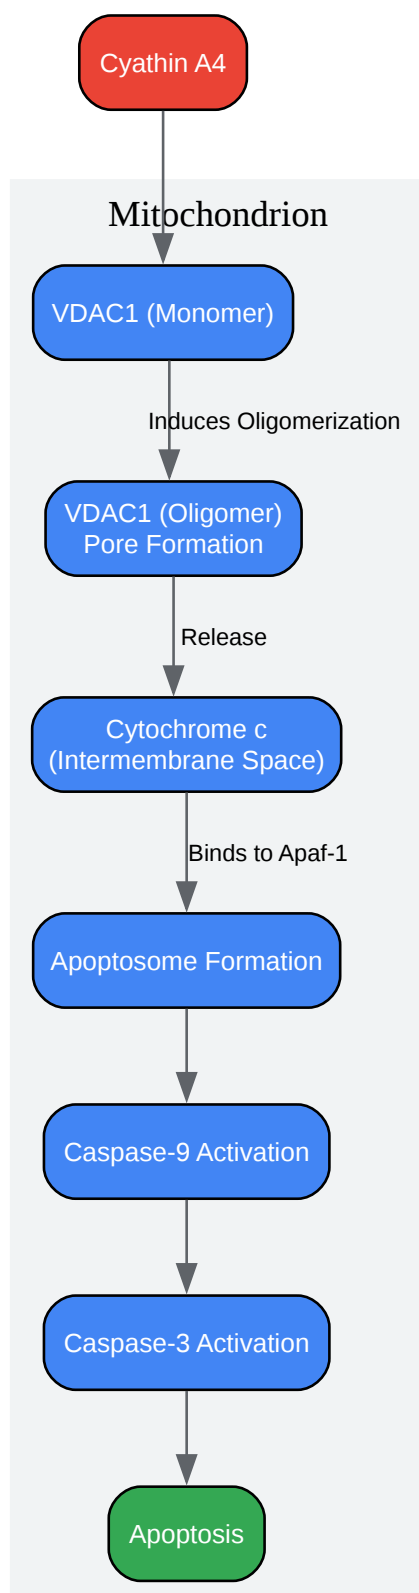 Cyathin A4
Mitochondrion
VDAC1 (Monomer)
Induces Oligomerization
VDAC1 (Oligomer)
Pore Formation
Release
Cytochrome c
(Intermembrane Space)
Binds to Apaf-1
Apoptosome Formation
Caspase-9 Activation
Caspase-3 Activation
Apoptosis